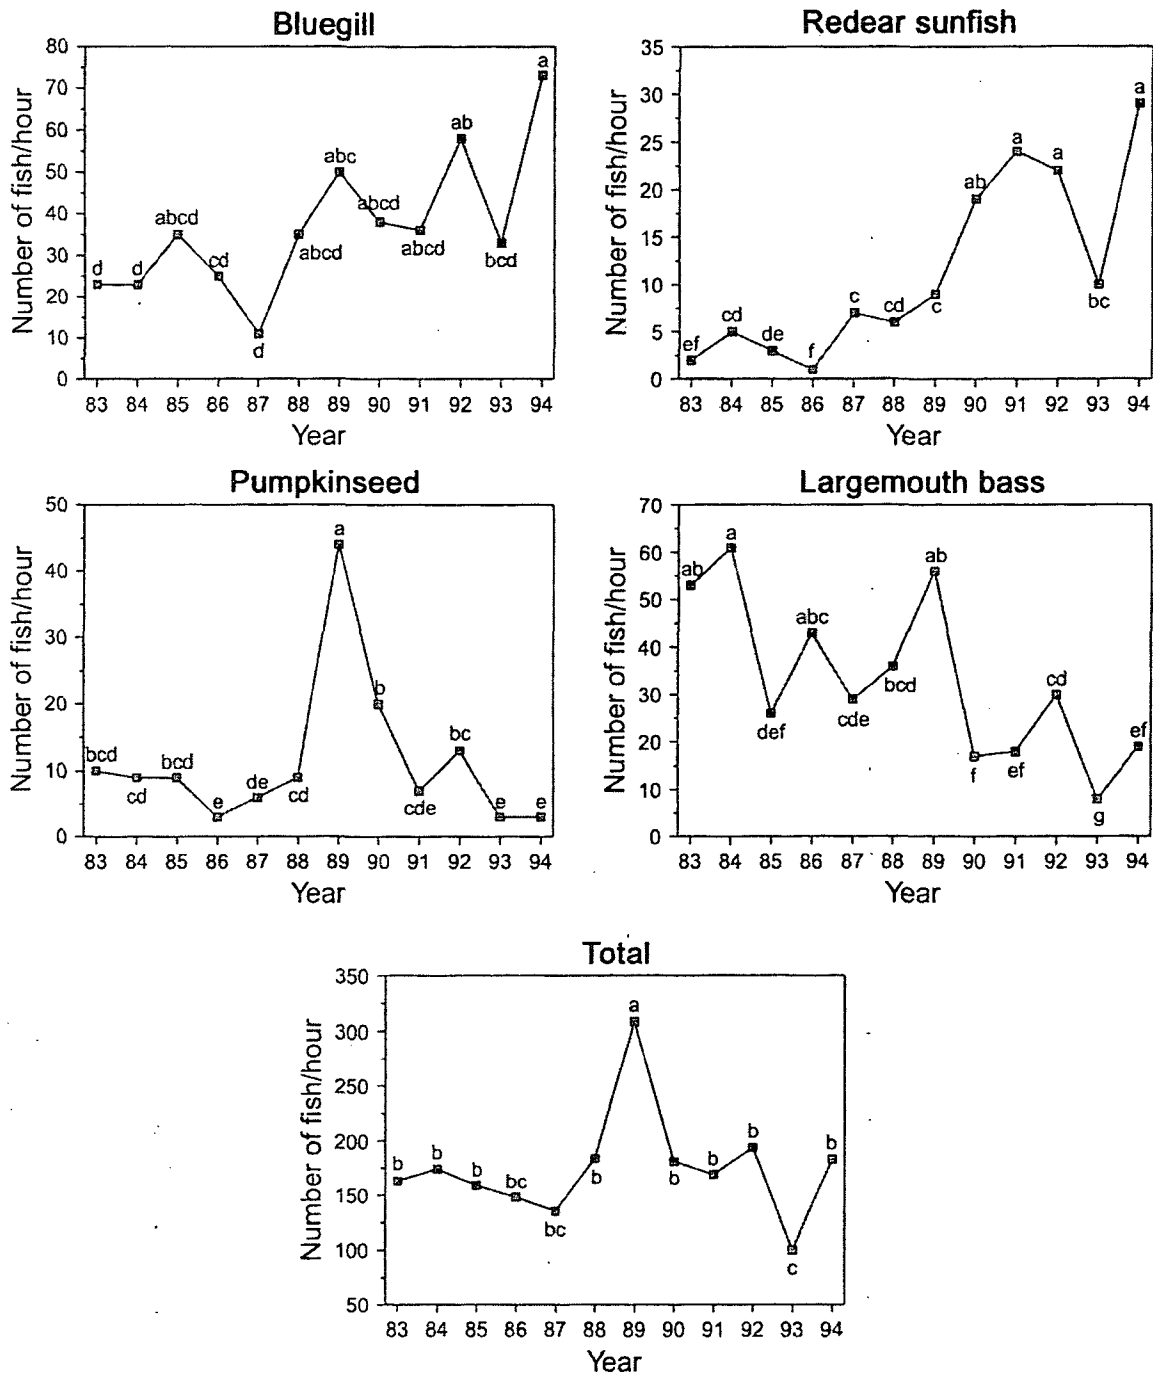 Bluegill
Number of fish/hour
80
70
60
50
40
30
20
10
0
d
d
abcd
cd
d
abcd
abc
abcd
abcd
ab
bcd
a
83 84 85 86 87 88 89 90 91 92 93 94
Year
Redear sunfish
Number of fish/hour
35
30
25
20
15
10
5
0
ef
cd
de
f
c
cd
c
ab
a
a
bc
a
83 84 85 86 87 88 89 90 91 92 93 94
Year
Pumpkinseed
Number of fish/hour
50
40
30
20
10
0
bcd
cd
bcd
e
de
cd
a
b
cde
bc
e
e
83 84 85 86 87 88 89 90 91 92 93 94
Year
Largemouth bass
Number of fish/hour
70
60
50
40
30
20
10
0
ab
a
def
abc
cde
bcd
ab
f
ef
cd
g
ef
83 84 85 86 87 88 89 90 91 92 93 94
Year
Total
Number of fish/hour
350
300
250
200
150
100
50
b
b
b
bc
bc
b
a
b
b
b
c
b
83 84 85 86 87 88 89 90 91 92 93 94
Year